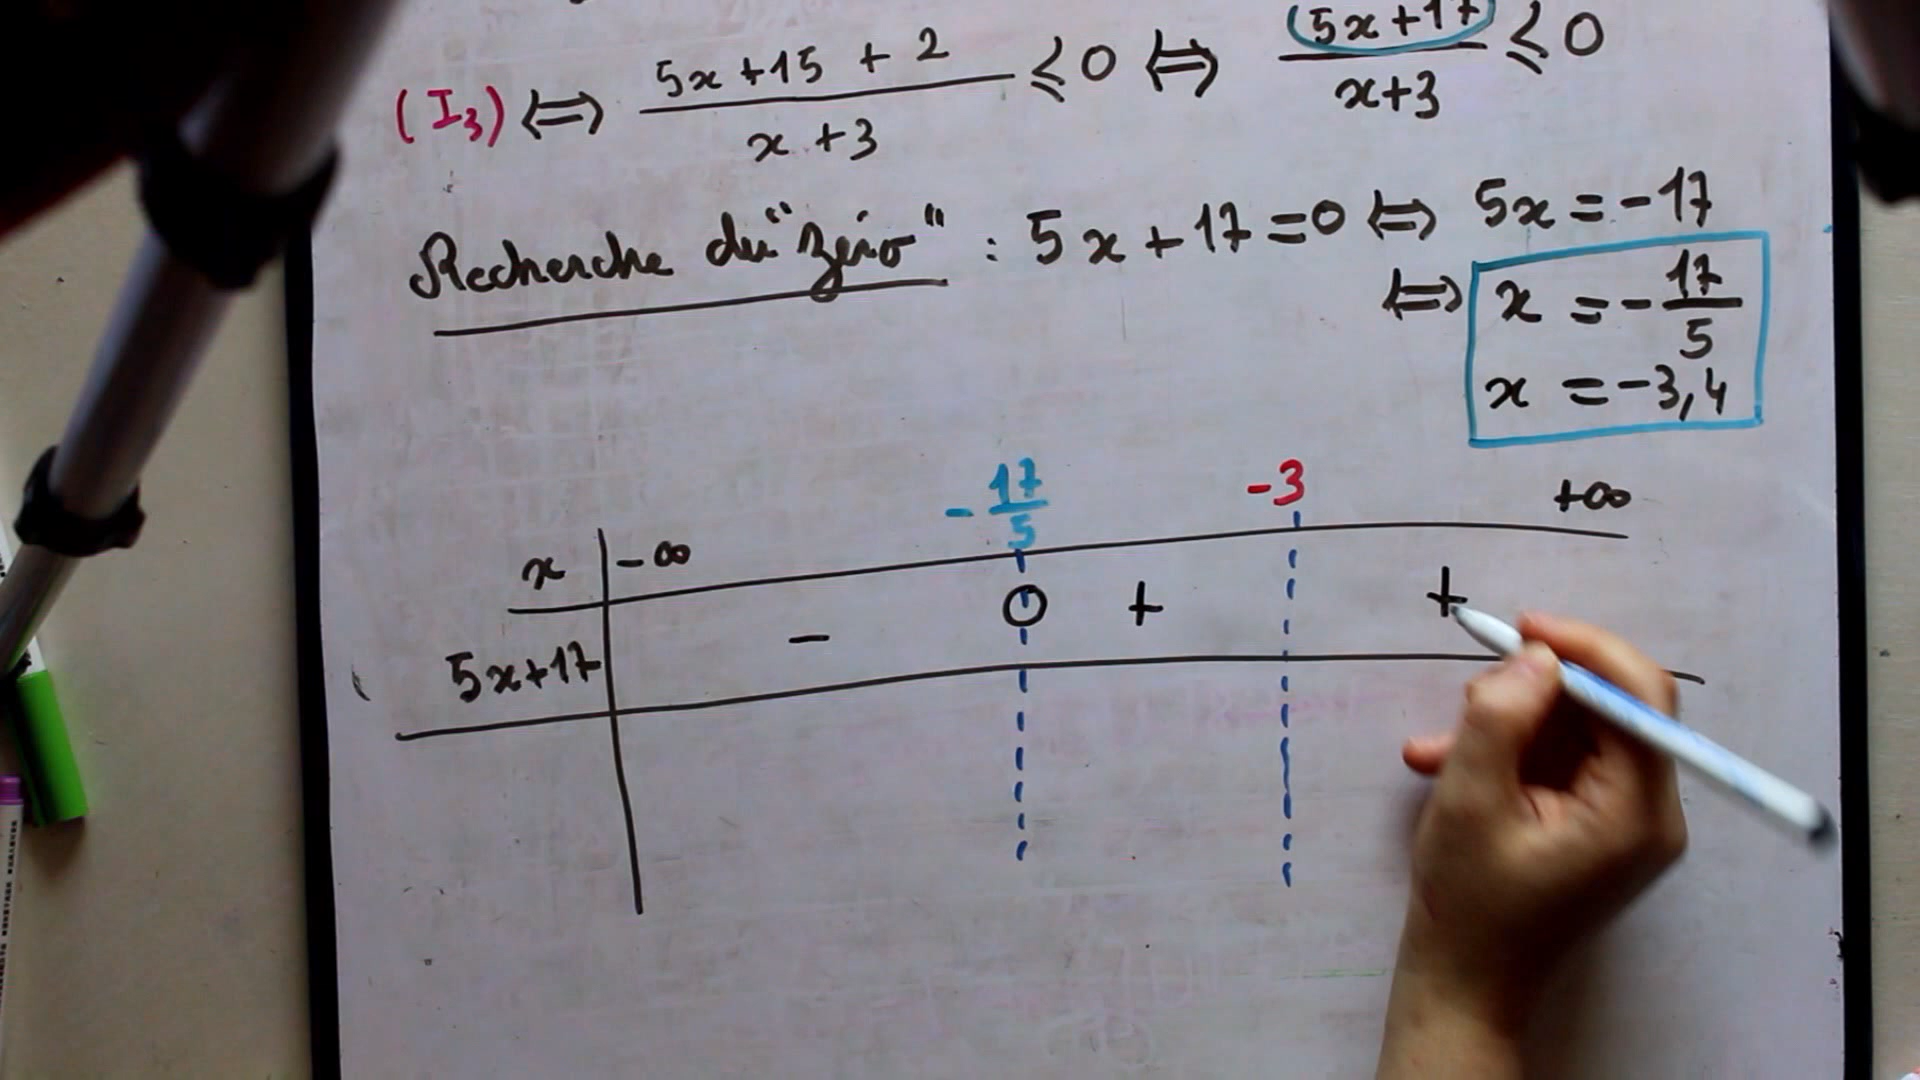 (I₃) ⟺ (5x+15 + 2)/(x + 3) ⩽ 0 ⟺ (5x+17)/(x+3) ⩽ 0
Recherche du "zéro" : 5x + 17 = 0 ⟺ 5x = -17
⟺ x = -17/5
x = -3,4
x -∞ -17/5 -3 +∞
5x+17 - 0 + +